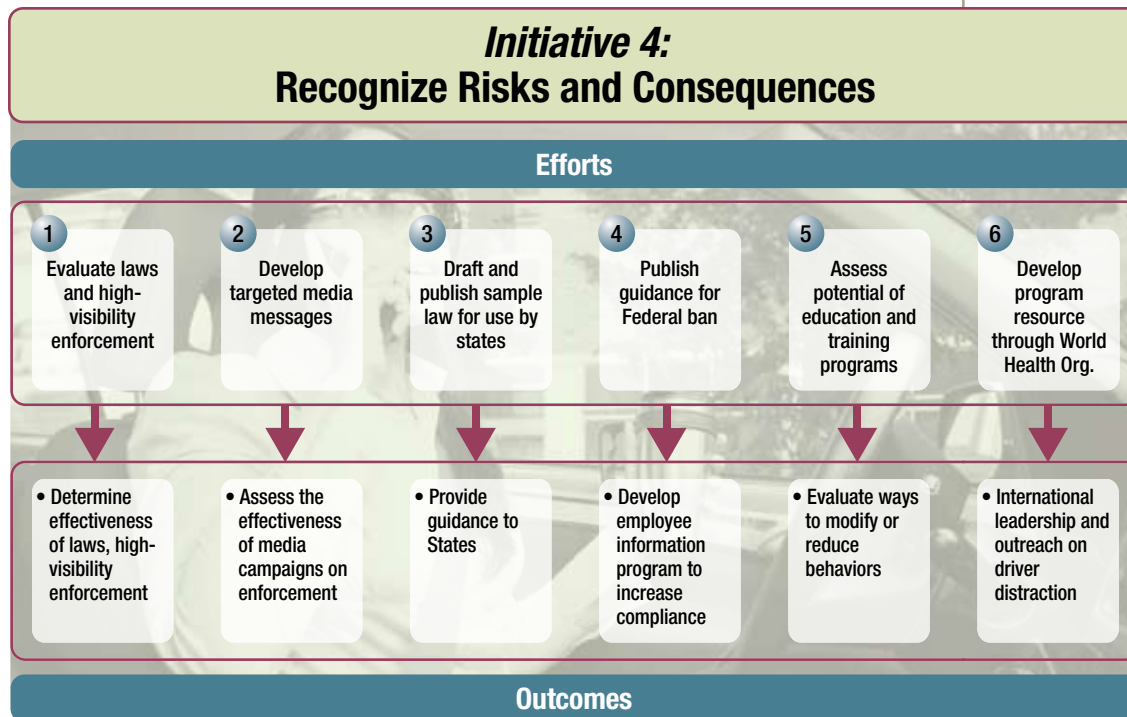 Initiative 4:
Recognize Risks and Consequences
Efforts
1
Evaluate laws
and high-
visibility
enforcement
2
Develop
targeted media
messages
3
Draft and
publish sample
law for use by
states
4
Publish
guidance for
Federal ban
5
Assess
potential of
education and
training
programs
6
Develop
program
resource
through World
Health Org.
• Determine
effectiveness
of laws, high-
visibility
enforcement
• Assess the
effectiveness
of media
campaigns on
enforcement
• Provide
guidance to
States
• Develop
employee
information
program to
increase
compliance
• Evaluate ways
to modify or
reduce
behaviors
• International
leadership and
outreach on
driver
distraction
Outcomes